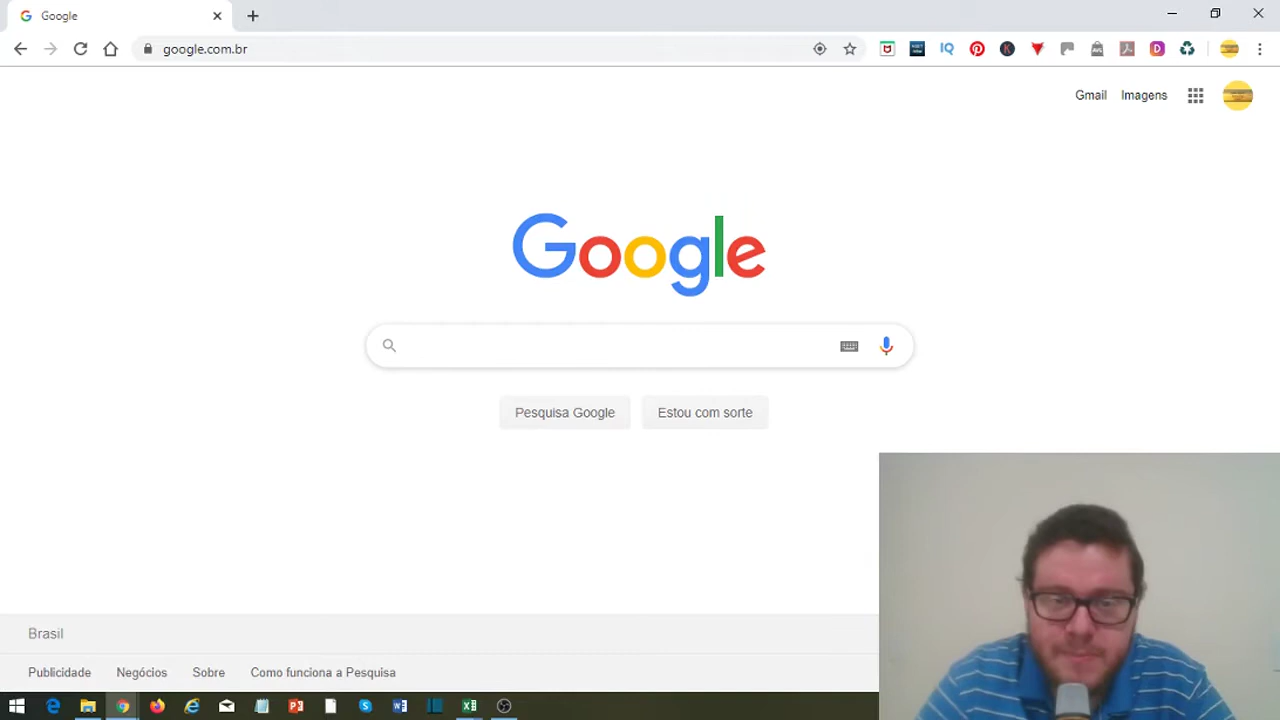 Google
google.com.br
IQ
Gmail Imagens
Google
Pesquisa Google Estou com sorte
Brasil
Publicidade Negócios Sobre Como funciona a Pesquisa